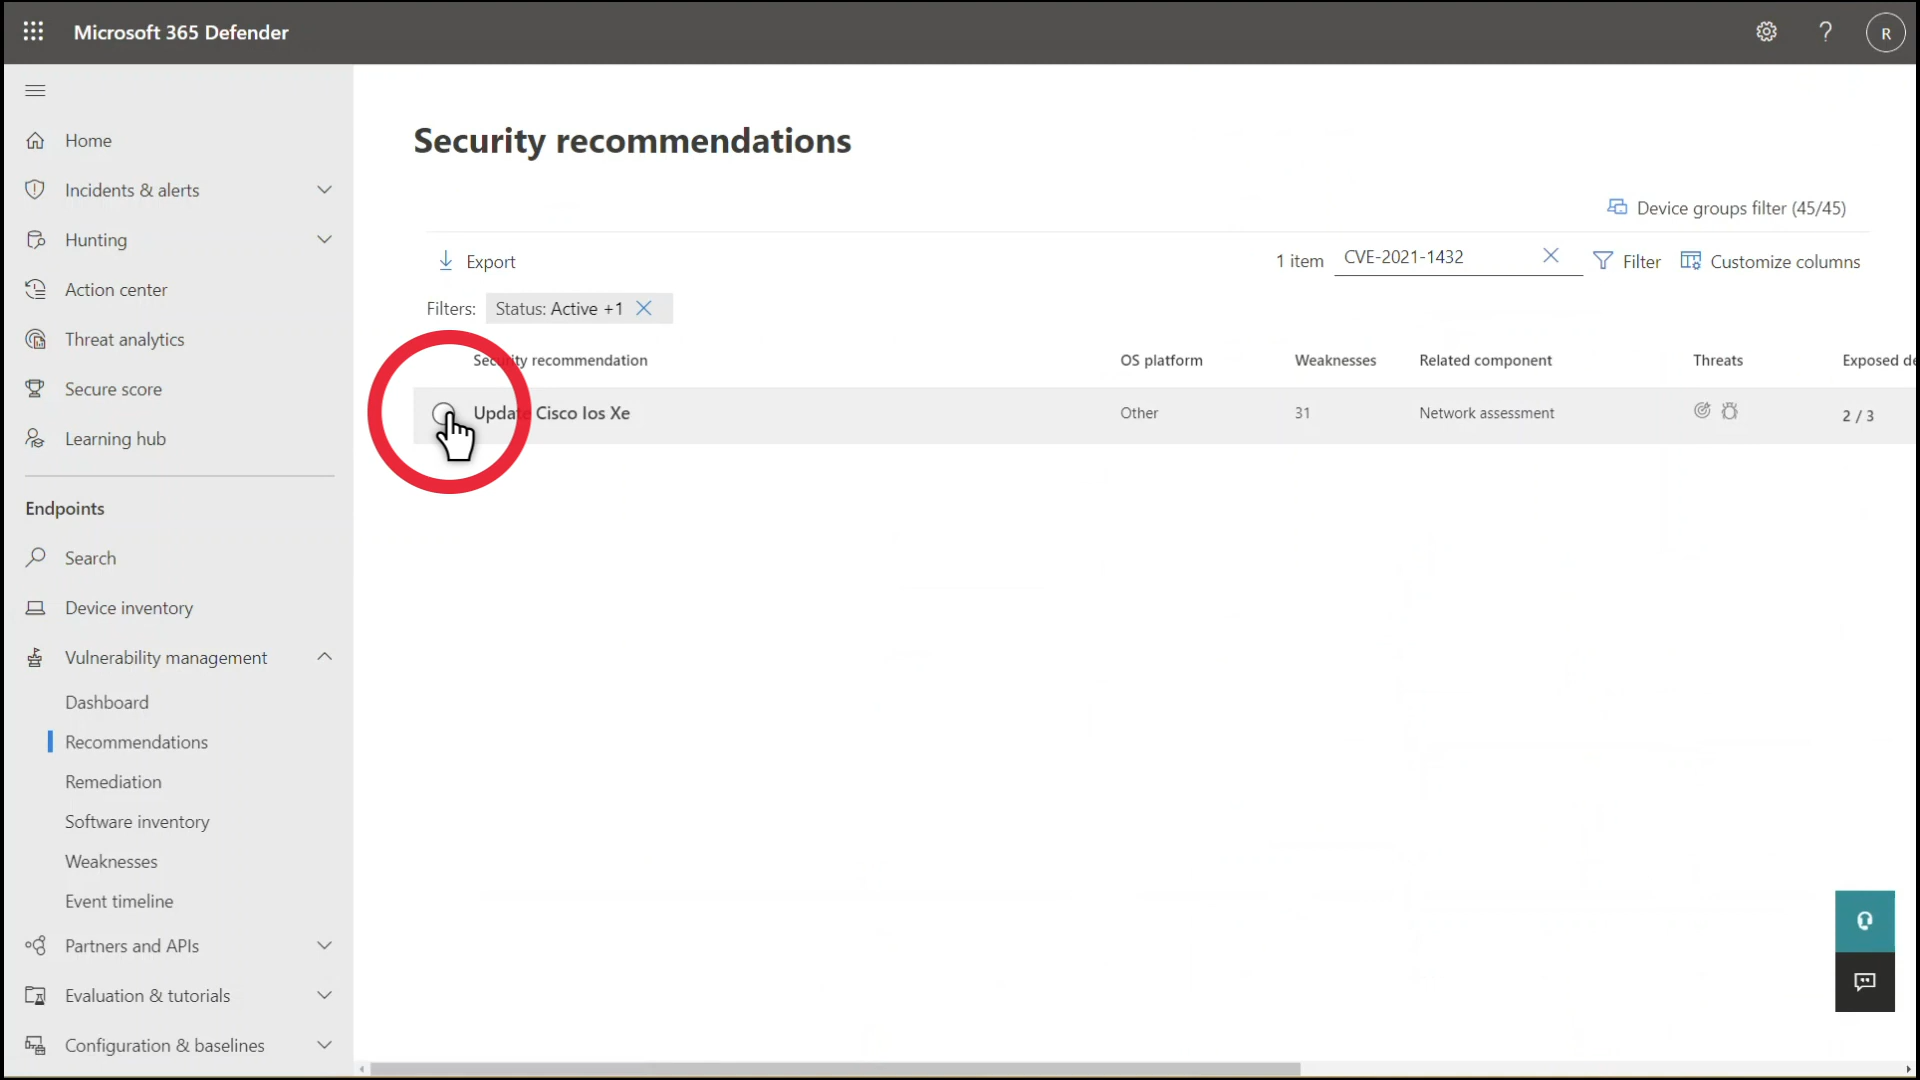 Microsoft 365 Defender
?
R
Home
Incidents & alerts
Hunting
Action center
Threat analytics
Secure score
Learning hub
Endpoints
Search
Device inventory
Vulnerability management
Dashboard
Recommendations
Remediation
Software inventory
Weaknesses
Event timeline
Partners and APIs
Evaluation & tutorials
Configuration & baselines
Security recommendations
Device groups filter (45/45)
Export
1 item
CVE-2021-1432
Filter
Customize columns
Filters: Status: Active +1
Security recommendation OS platform Weaknesses Related component Threats Exposed de
Update Cisco Ios Xe Other 31 Network assessment 2 / 3